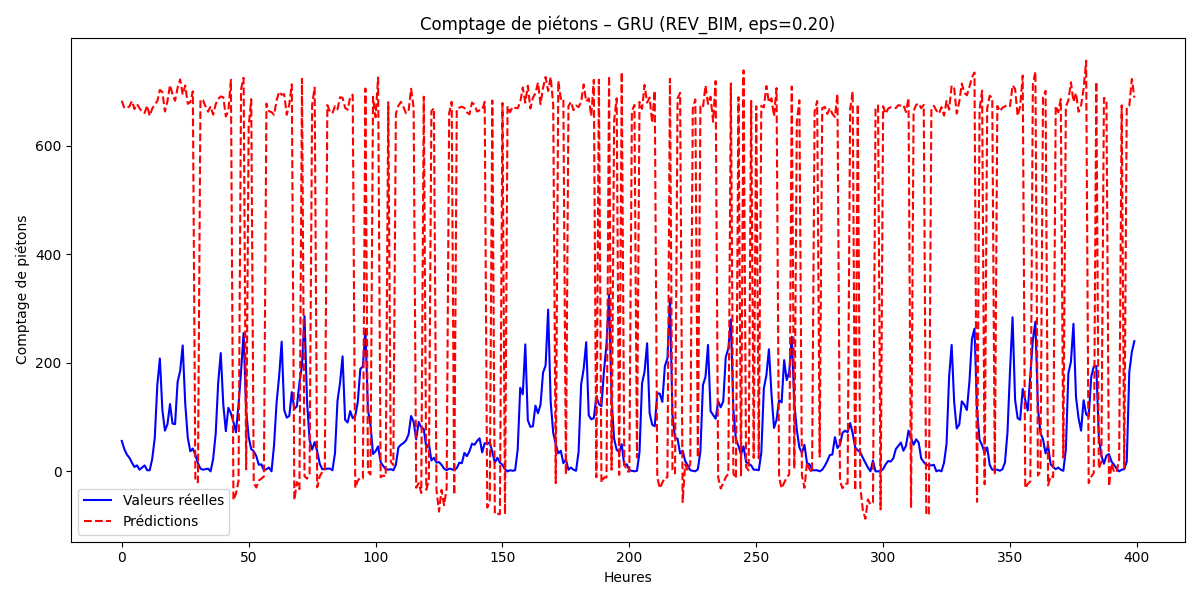 Comptage de piétons – GRU (REV_BIM, eps=0.20)
Comptage de piétons
600
400
200
0
Valeurs réelles
Prédictions
0 50 100 150 200 250 300 350 400
Heures